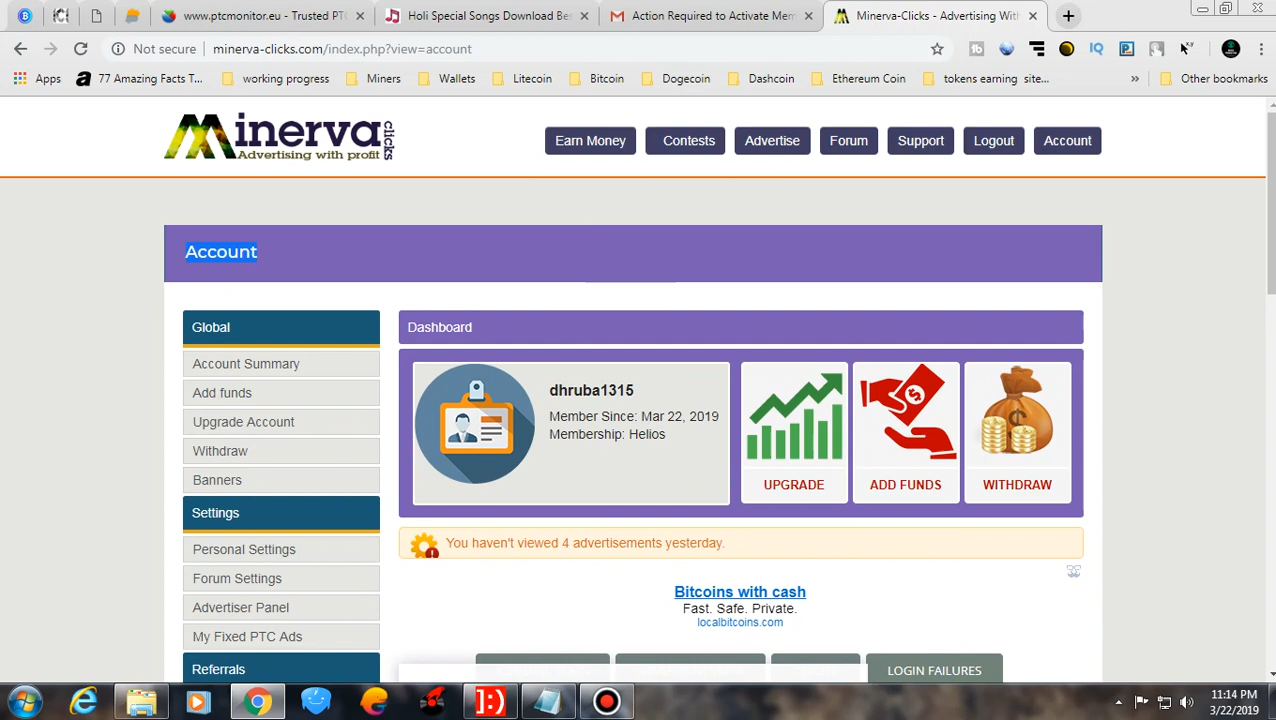 www.ptcmonitor.eu - Trusted PTC
Holi Special Songs Download Be
Action Required to Activate Mem
Minerva-Clicks - Advertising With
Not secure
minerva-clicks.com/index.php?view=account
Apps
77 Amazing Facts T...
working progress
Miners
Wallets
Litecoin
Bitcoin
Dogecoin
Dashcoin
Ethereum Coin
tokens earning site...
Other bookmarks
Minerva clicks
Advertising with profit
Earn Money
Contests
Advertise
Forum
Support
Logout
Account
Account
Global
Account Summary
Add funds
Upgrade Account
Withdraw
Banners
Settings
Personal Settings
Forum Settings
Advertiser Panel
My Fixed PTC Ads
Referrals
Dashboard
dhruba1315
Member Since: Mar 22, 2019
Membership: Helios
UPGRADE
ADD FUNDS
WITHDRAW
You haven't viewed 4 advertisements yesterday.
Bitcoins with cash
Fast. Safe. Private.
localbitcoins.com
LOGIN FAILURES
11:14 PM
3/22/2019